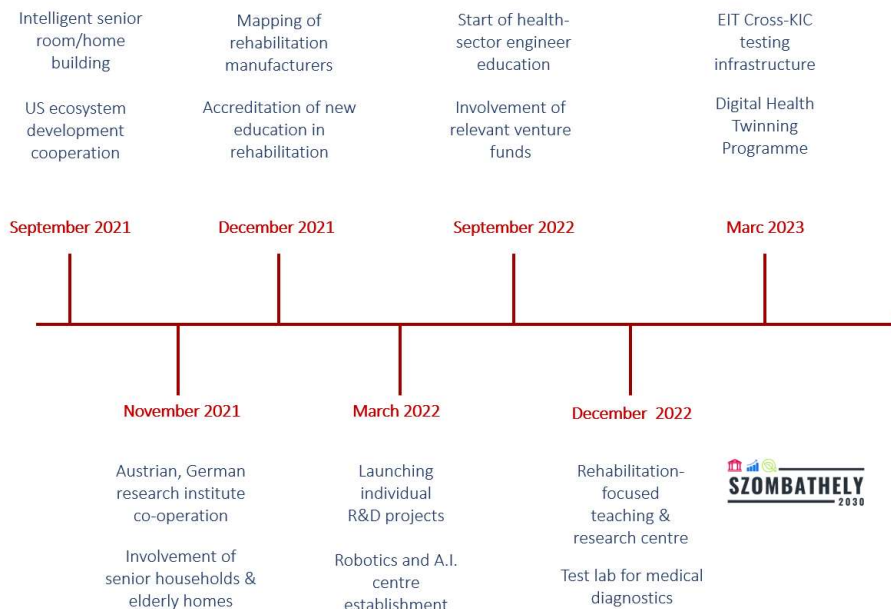 Intelligent senior
room/home
building
US ecosystem
development
cooperation
September 2021
Mapping of
rehabilitation
manufacturers
Accreditation of new
education in
rehabilitation
December 2021
Start of health-
sector engineer
education
Involvement of
relevant venture
funds
September 2022
EIT Cross-KIC
testing
infrastructure
Digital Health
Twinning
Programme
Marc 2023
November 2021
Austrian, German
research institute
co-operation
Involvement of
senior households &
elderly homes
March 2022
Launching
individual
R&D projects
Robotics and A.I.
centre
establishment
December 2022
Rehabilitation-
focused
teaching &
research centre
Test lab for medical
diagnostics
SZOMBATHELY
2030